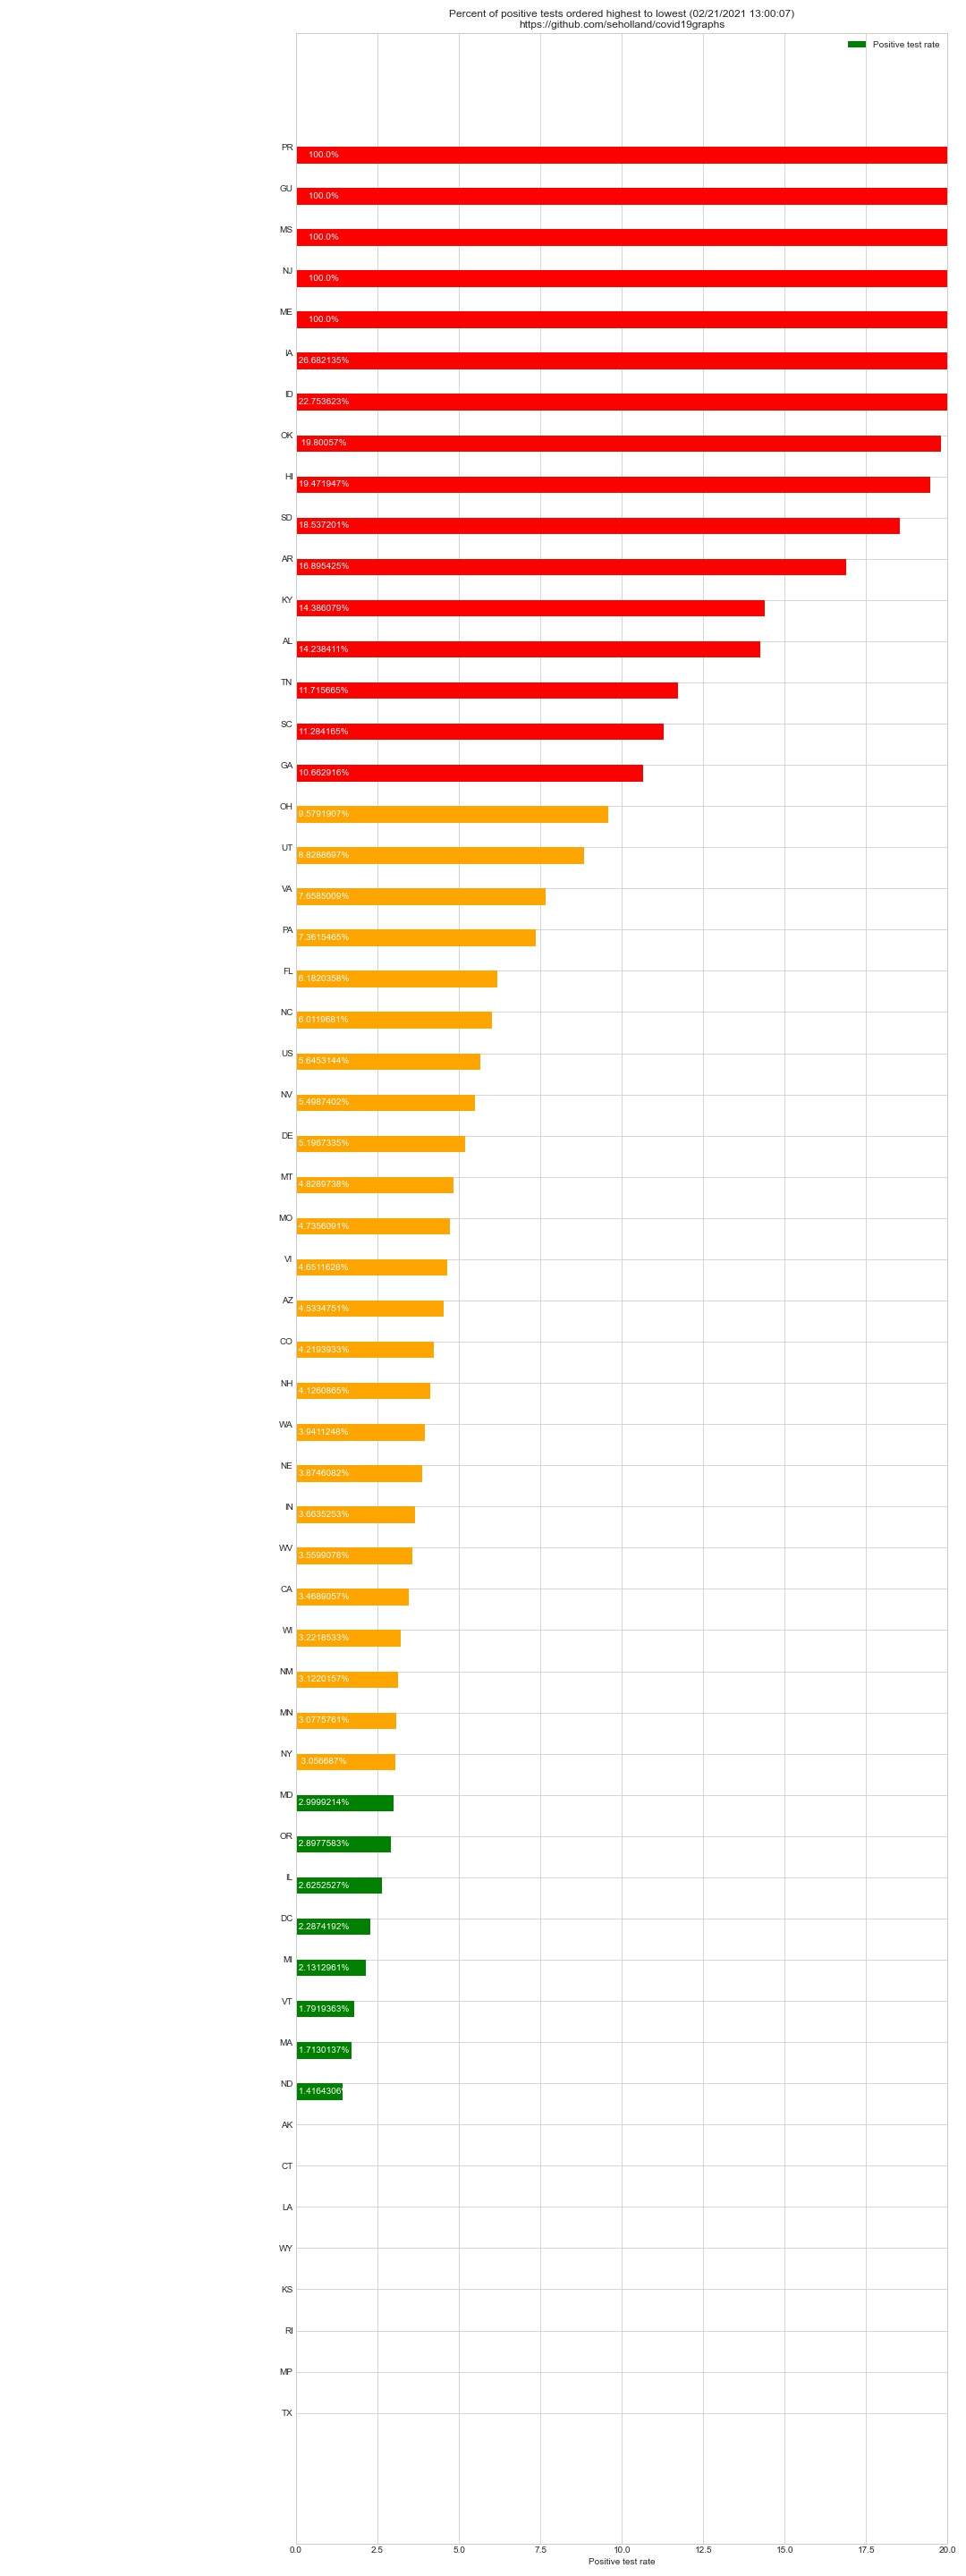 Percent of positive tests ordered highest to lowest (02/21/2021 13:00:07)
https://github.com/seholland/covid19graphs
Positive test rate
PR 100.0%
GU 100.0%
MS 100.0%
NJ 100.0%
ME 100.0%
IA 26.682135%
ID 22.753623%
OK 19.80057%
HI 19.471947%
SD 18.537201%
AR 16.895425%
KY 14.386079%
AL 14.238411%
TN 11.715665%
SC 11.284165%
GA 10.662916%
OH 9.5791907%
UT 8.8288697%
VA 7.6585009%
PA 7.3615465%
FL 6.1820358%
NC 6.0119681%
US 5.6453144%
NV 5.4987402%
DE 5.1967335%
MT 4.8289738%
MO 4.7356091%
VI 4.6511628%
AZ 4.5334751%
CO 4.2193933%
NH 4.1260865%
WA 3.9411248%
NE 3.8746082%
IN 3.6635253%
WV 3.5599078%
CA 3.4689057%
WI 3.2218533%
NM 3.1220157%
MN 3.0775761%
NY 3.056687%
MD 2.9999214%
OR 2.8977583%
IL 2.6252527%
DC 2.2874192%
MI 2.1312961%
VT 1.7919363%
MA 1.7130137%
ND 1.4164306%
AK
CT
LA
WY
KS
RI
MP
TX
0.0 2.5 5.0 7.5 10.0 12.5 15.0 17.5 20.0
Positive test rate